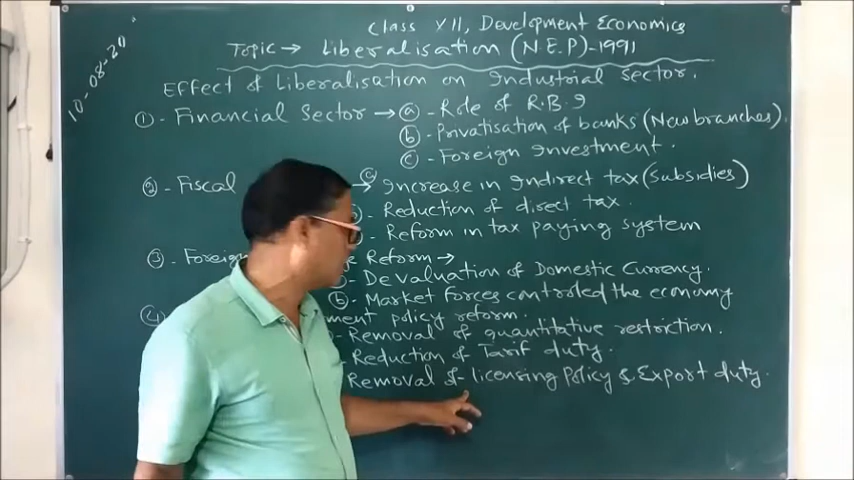 10-08-20
Class XII, Development Economics
Topic → Liberalisation (N.E.P)-1991
Effect of Liberalisation on Industrial Sector.
① - Financial Sector → ⓐ - Role of R.B.I
ⓑ - Privatisation of banks (New branches).
ⓒ - Foreign Investment.
② - Fiscal → ⓐ Increase in Indirect tax (Subsidies)
- Reduction of direct tax.
- Reform in tax paying system
③ - Foreign Reform →
- Devaluation of Domestic Currency.
ⓑ - Market forces controled the economy
④ policy reform.
- Removal of quantitative restriction.
Reduction of Tarif duty.
Removal of licensing Policy & Export duty.